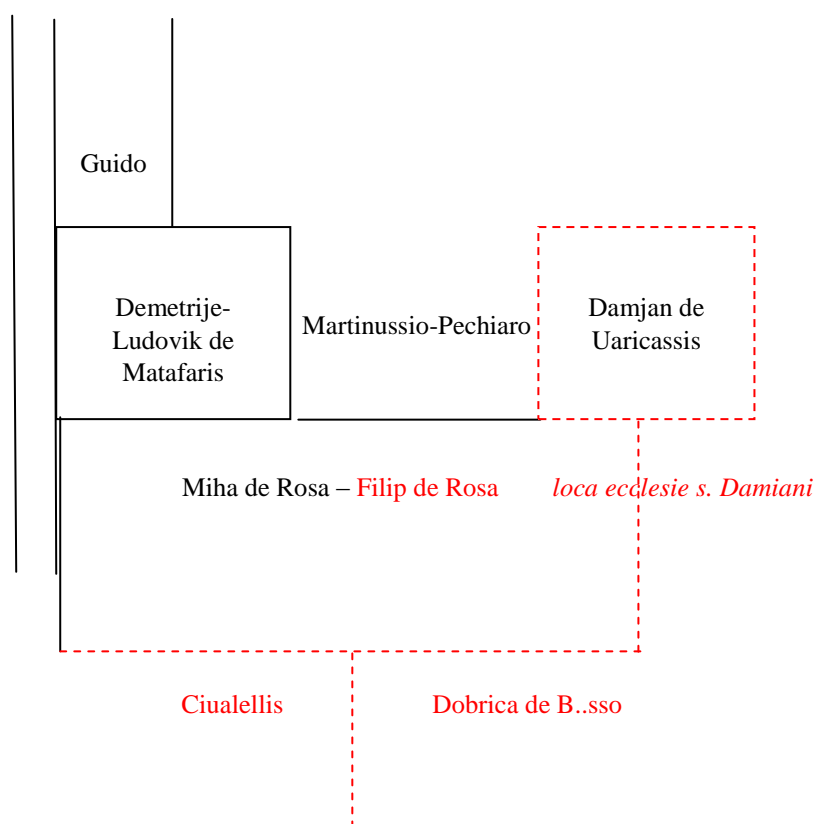 Guido
Demetrije-
Ludovik de
Matafaris
Martinussio-Pechiaro
Damjan de
Uaricassis
Miha de Rosa – Filip de Rosa
loca ecclesie s. Damiani
Ciualellis
Dobrica de B..sso